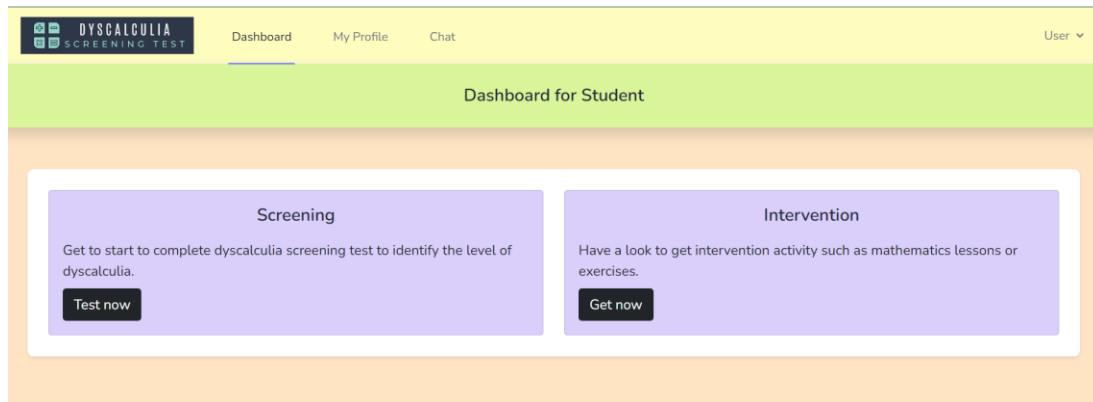 DYSCALCULIA
SCREENING TEST
Dashboard
My Profile
Chat
User
Dashboard for Student
Screening
Get to start to complete dyscalculia screening test to identify the level of
dyscalculia.
Test now
Intervention
Have a look to get intervention activity such as mathematics lessons or
exercises.
Get now